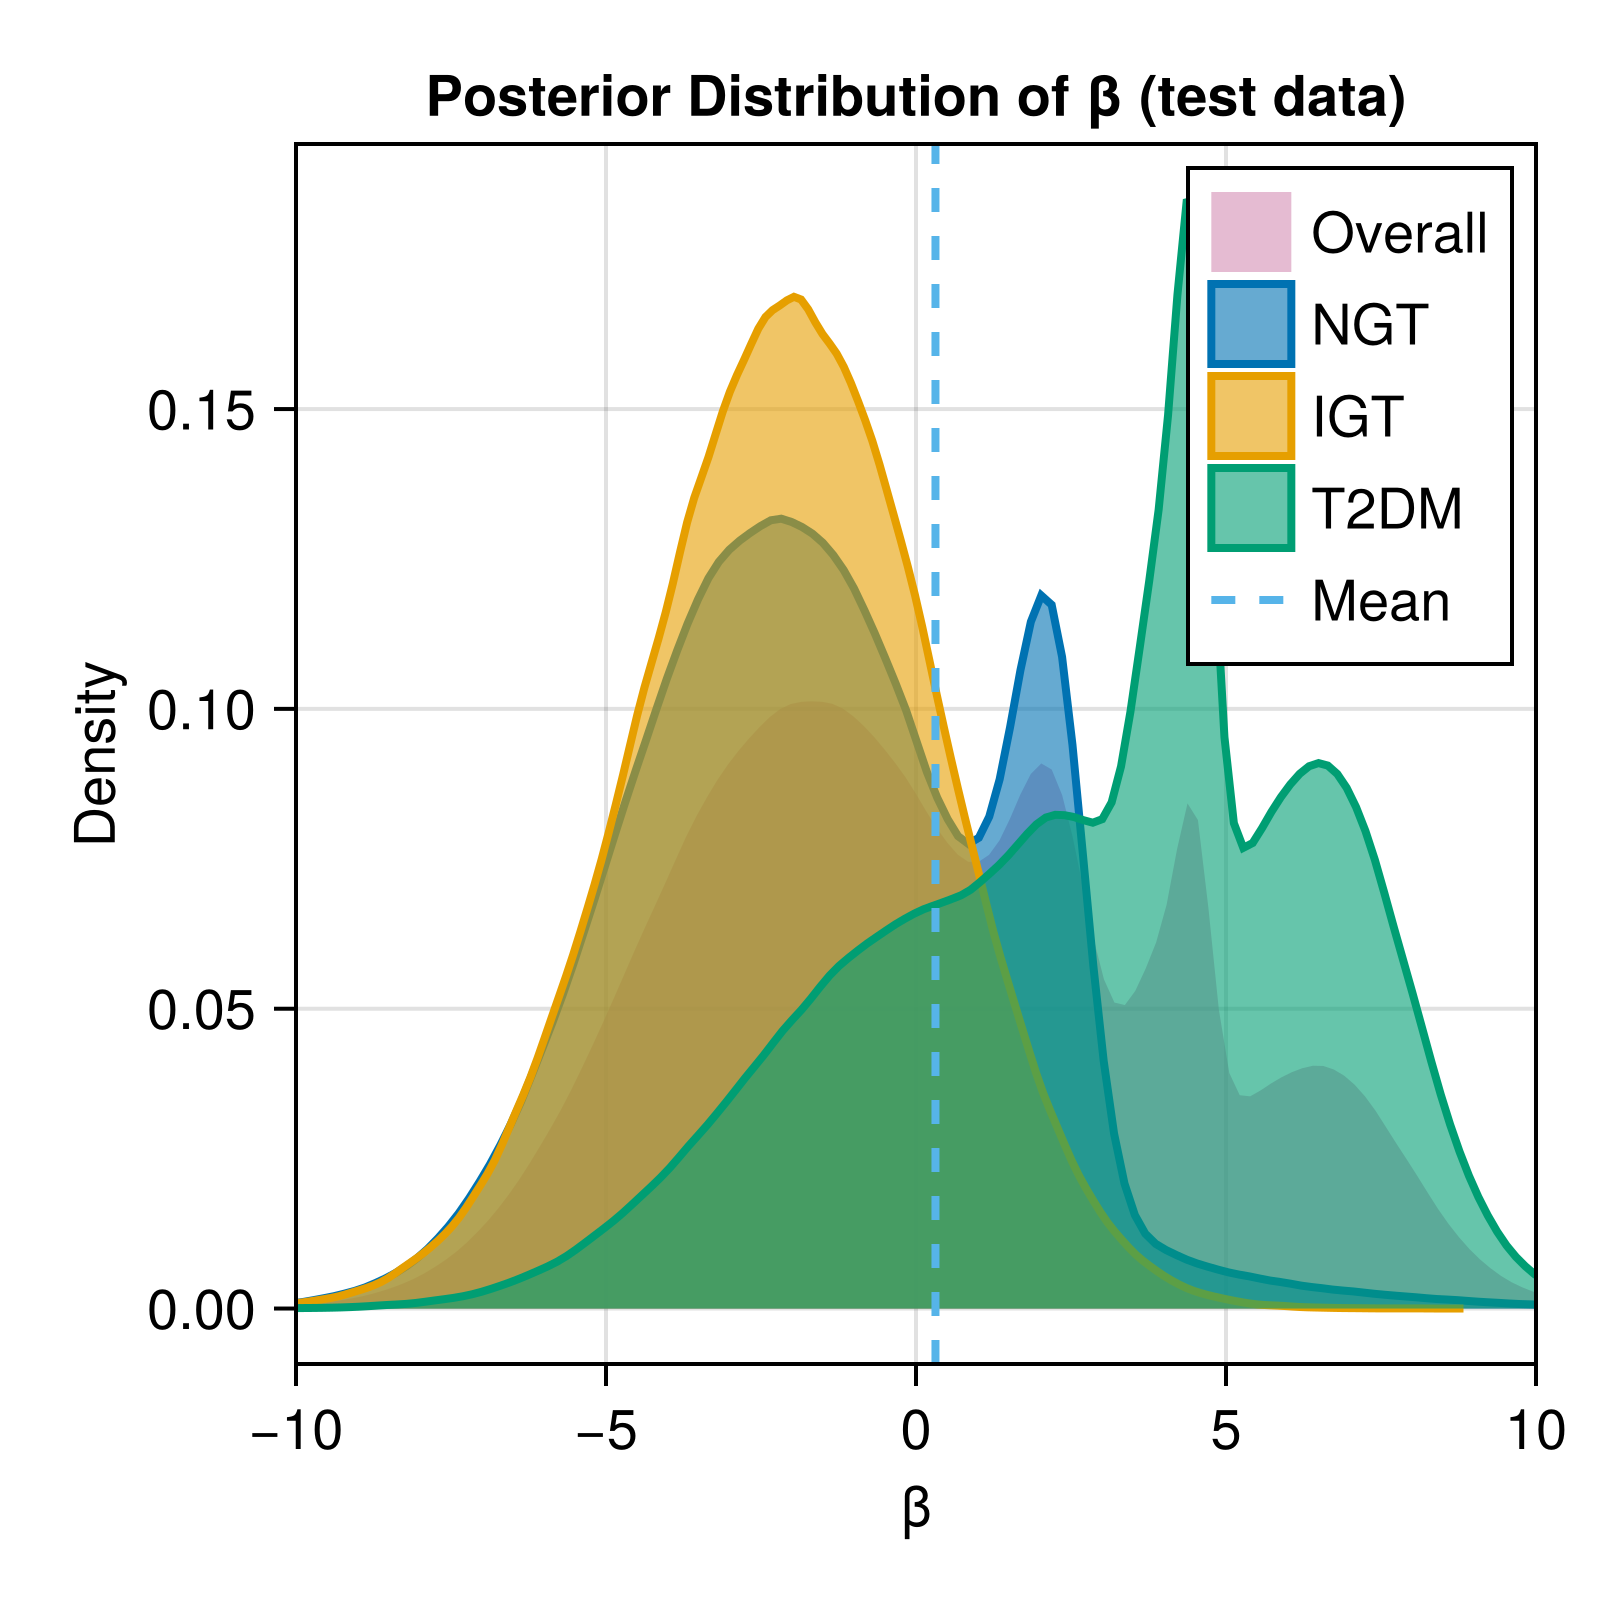 Posterior Distribution of β (test data)
Overall
NGT
IGT
T2DM
Mean
Density
0.15
0.10
0.05
0.00
−10
−5
0
5
10
β